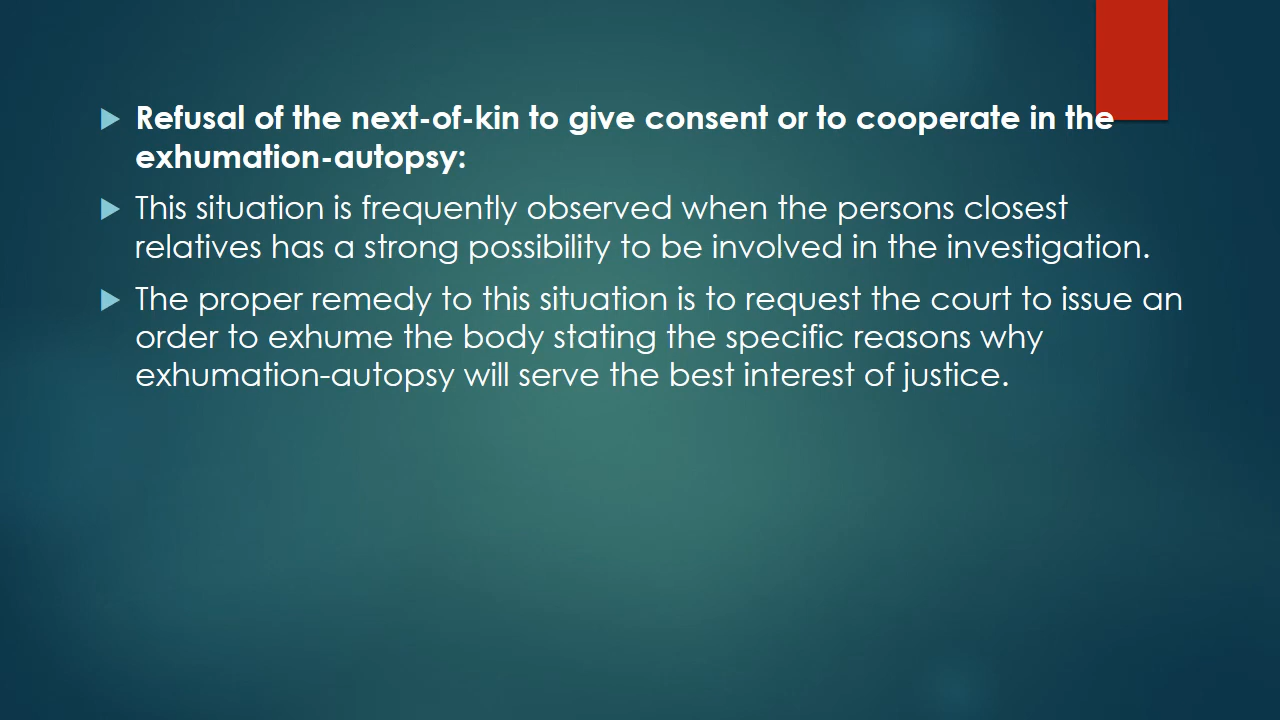 Refusal of the next-of-kin to give consent or to cooperate in the
exhumation-autopsy:
This situation is frequently observed when the persons closest
relatives has a strong possibility to be involved in the investigation.
The proper remedy to this situation is to request the court to issue an
order to exhume the body stating the specific reasons why
exhumation-autopsy will serve the best interest of justice.